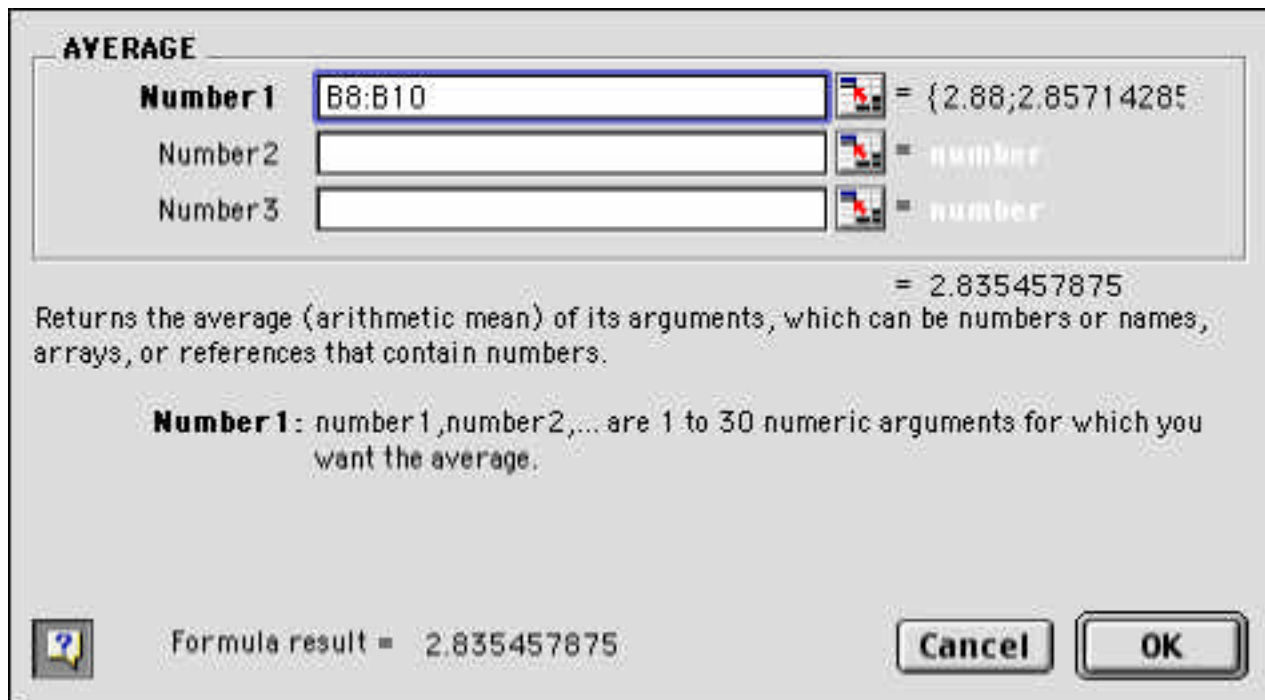 AVERAGE
Number1 B8:B10 = {2.88;2.85714285
Number2 = number
Number3 = number
= 2.835457875
Returns the average (arithmetic mean) of its arguments, which can be numbers or names,
arrays, or references that contain numbers.
Number1: number1,number2,... are 1 to 30 numeric arguments for which you
want the average.
? Formula result = 2.835457875 Cancel OK